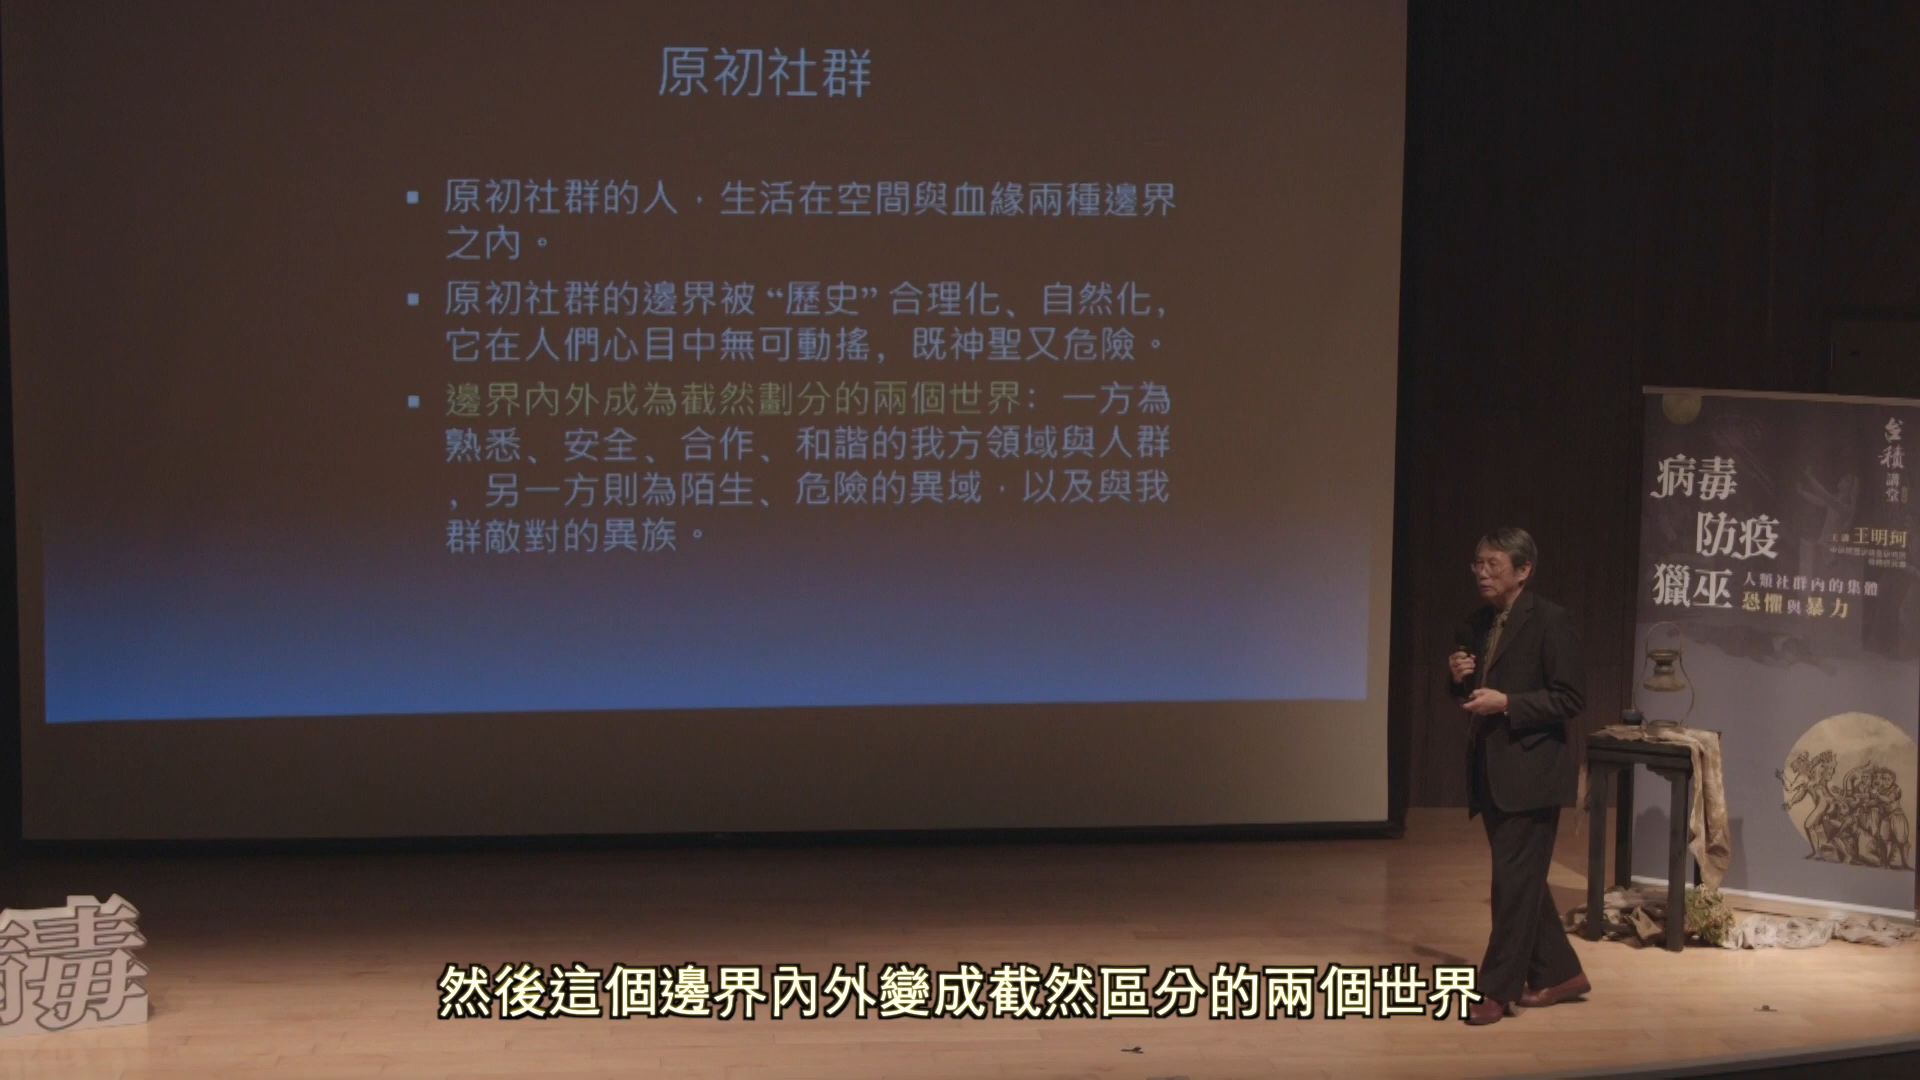 原初社群
▪ 原初社群的人，生活在空間與血緣兩種邊界
之內。
▪ 原初社群的邊界被“歷史”合理化、自然化，
它在人們心目中無可動搖，既神聖又危險。
▪ 邊界內外成為截然劃分的兩個世界：一方為
熟悉、安全、合作、和諧的我方領域與人群
，另一方則為陌生、危險的異域，以及與我
群敵對的異族。
台積
講堂
病毒
防疫
獵巫
主講 王明珂
人類社群內的集體
恐懼與暴力
毒
然後這個邊界內外變成截然區分的兩個世界